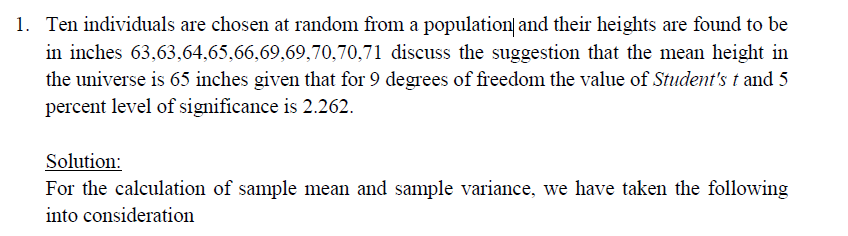 1. Ten individuals are chosen at random from a population and their heights are found to be
in inches 63,63,64,65,66,69,69,70,70,71 discuss the suggestion that the mean height in
the universe is 65 inches given that for 9 degrees of freedom the value of Student's t and 5
percent level of significance is 2.262.
Solution:
For the calculation of sample mean and sample variance, we have taken the following
into consideration